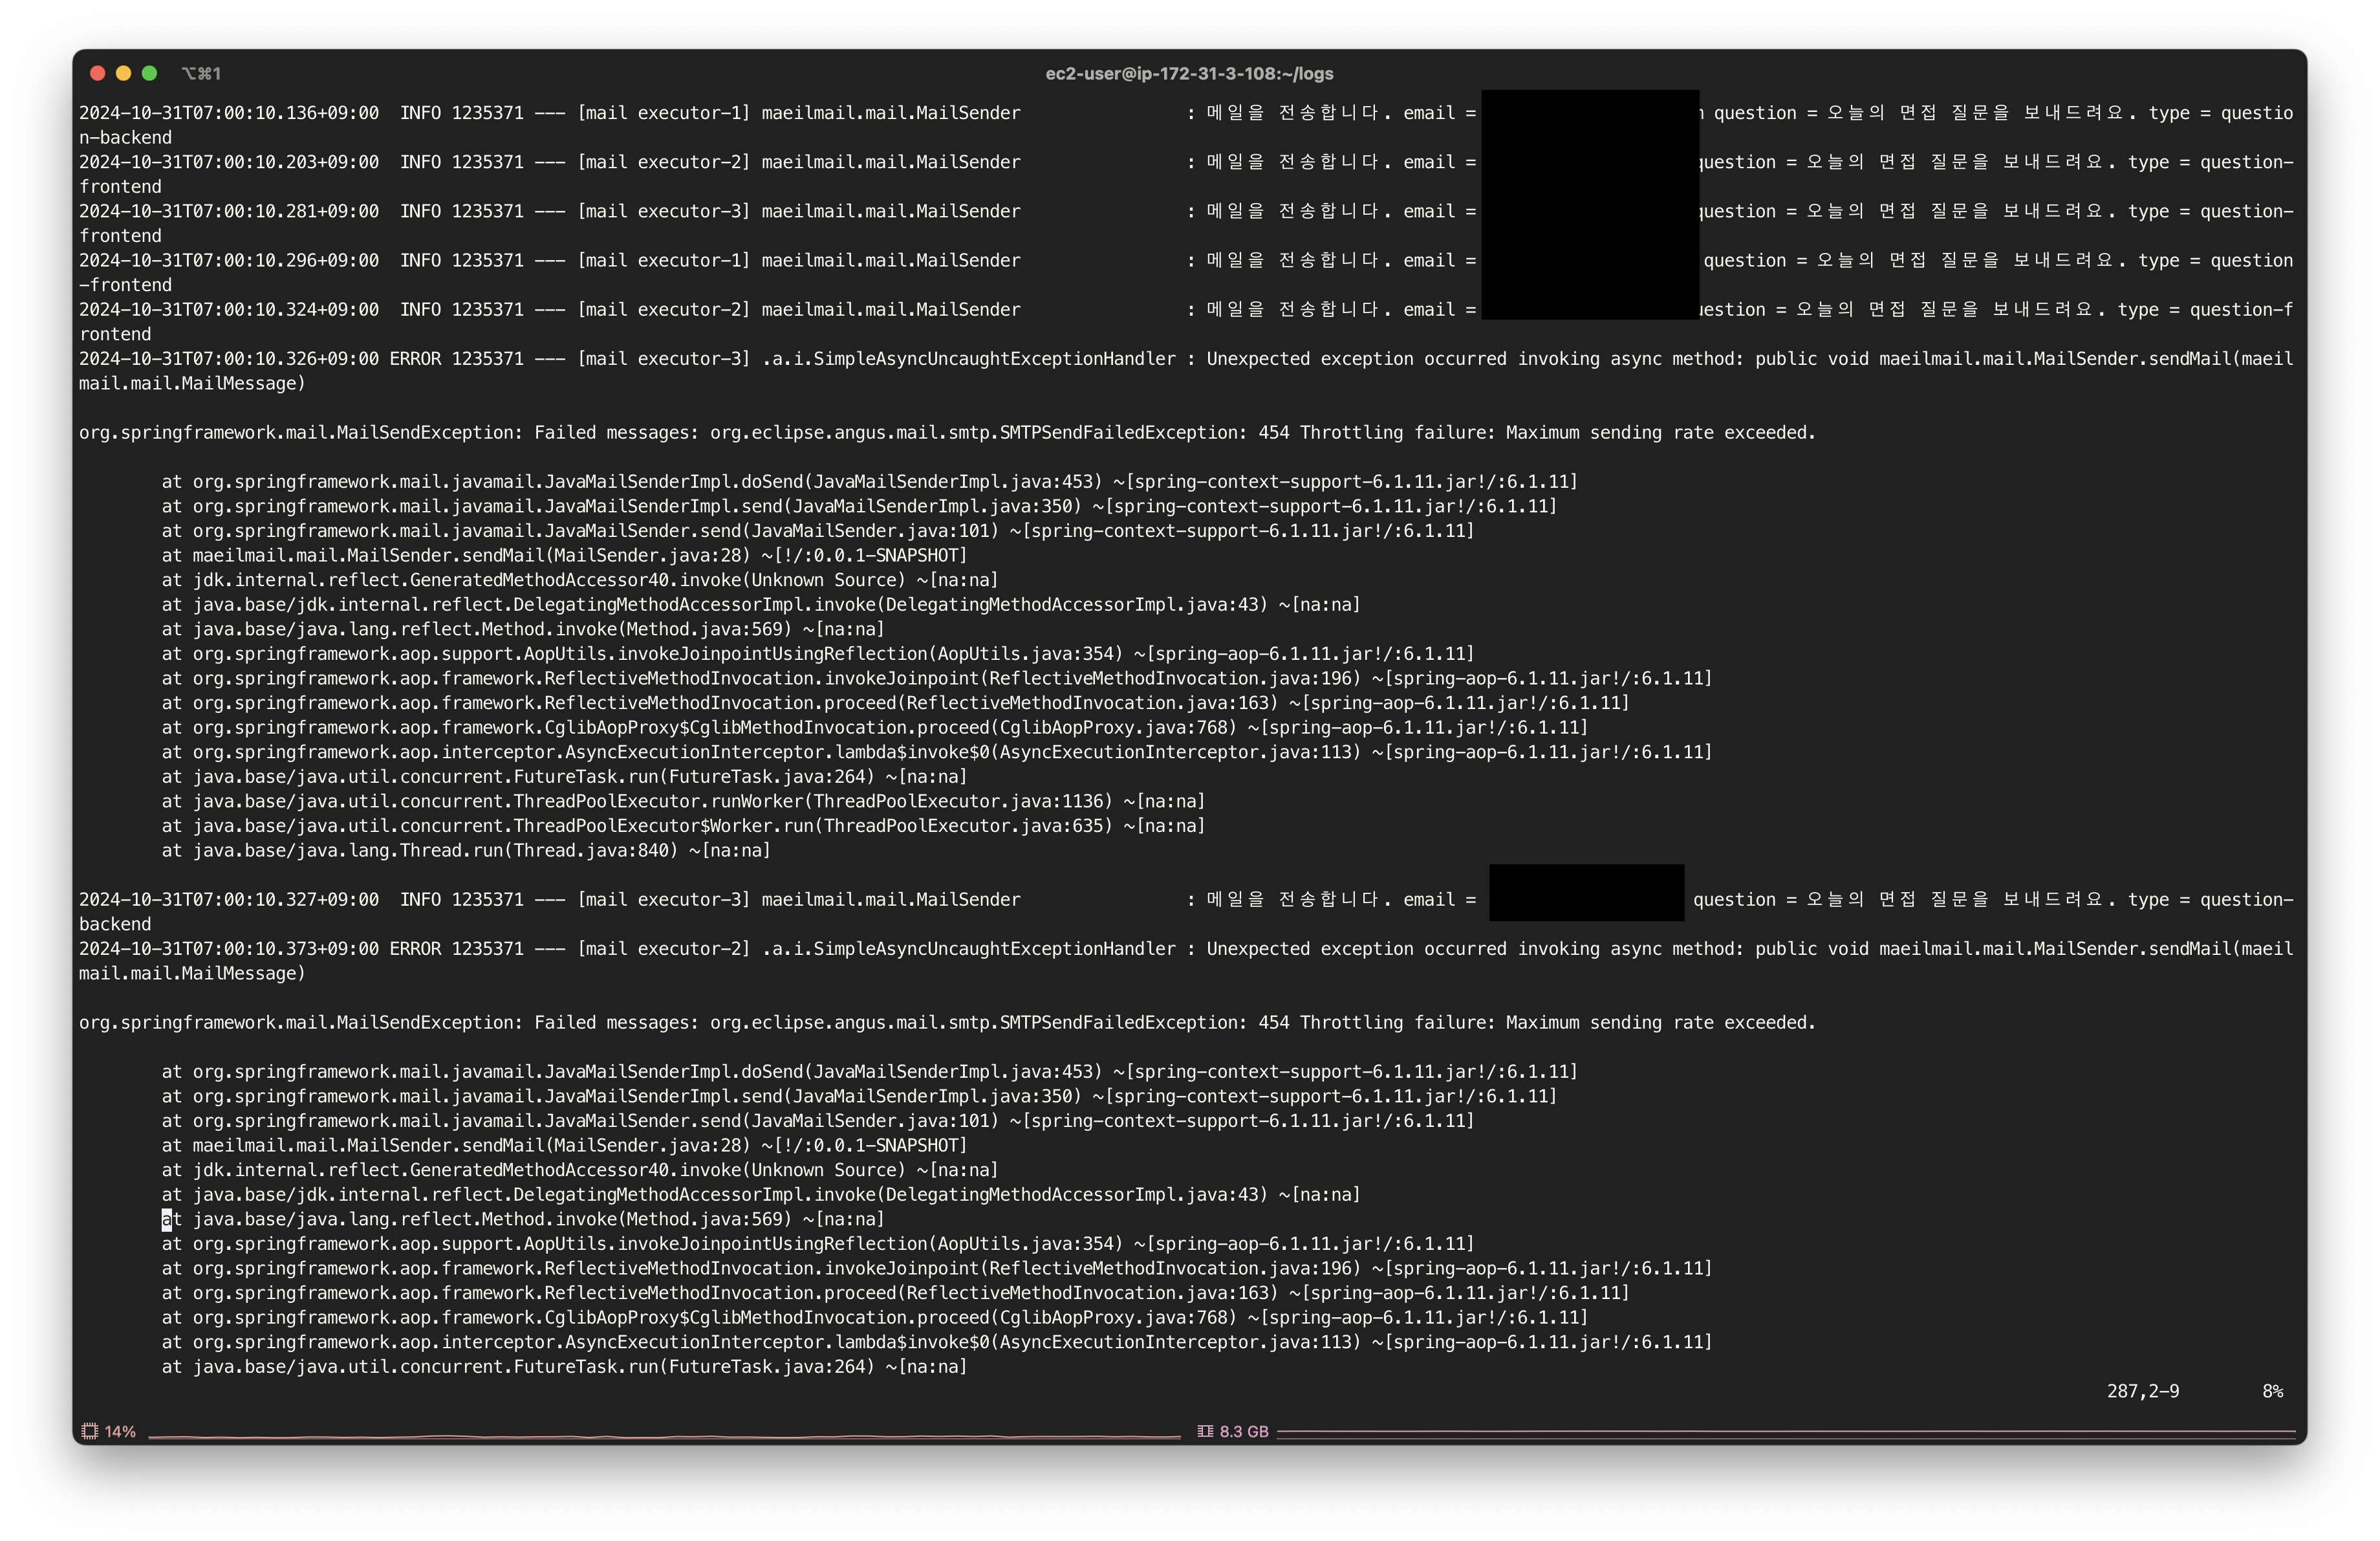 ⌥⌘1
ec2-user@ip-172-31-3-108:~/logs
2024-10-31T07:00:10.136+09:00  INFO 1235371 --- [mail executor-1] maeilmail.mail.MailSender                : 메일을 전송합니다. email = question = 오늘의 면접 질문을 보내드려요. type = questio
n-backend
2024-10-31T07:00:10.203+09:00  INFO 1235371 --- [mail executor-2] maeilmail.mail.MailSender                : 메일을 전송합니다. email = question = 오늘의 면접 질문을 보내드려요. type = question-
frontend
2024-10-31T07:00:10.281+09:00  INFO 1235371 --- [mail executor-3] maeilmail.mail.MailSender                : 메일을 전송합니다. email = question = 오늘의 면접 질문을 보내드려요. type = question-
frontend
2024-10-31T07:00:10.296+09:00  INFO 1235371 --- [mail executor-1] maeilmail.mail.MailSender                : 메일을 전송합니다. email = question = 오늘의 면접 질문을 보내드려요. type = question
-frontend
2024-10-31T07:00:10.324+09:00  INFO 1235371 --- [mail executor-2] maeilmail.mail.MailSender                : 메일을 전송합니다. email = uestion = 오늘의 면접 질문을 보내드려요. type = question-f
rontend
2024-10-31T07:00:10.326+09:00 ERROR 1235371 --- [mail executor-3] .a.i.SimpleAsyncUncaughtExceptionHandler : Unexpected exception occurred invoking async method: public void maeilmail.mail.MailSender.sendMail(maeil
mail.mail.MailMessage)
org.springframework.mail.MailSendException: Failed messages: org.eclipse.angus.mail.smtp.SMTPSendFailedException: 454 Throttling failure: Maximum sending rate exceeded.
at org.springframework.mail.javamail.JavaMailSenderImpl.doSend(JavaMailSenderImpl.java:453) ~[spring-context-support-6.1.11.jar!/:6.1.11]
at org.springframework.mail.javamail.JavaMailSenderImpl.send(JavaMailSenderImpl.java:350) ~[spring-context-support-6.1.11.jar!/:6.1.11]
at org.springframework.mail.javamail.JavaMailSender.send(JavaMailSender.java:101) ~[spring-context-support-6.1.11.jar!/:6.1.11]
at maeilmail.mail.MailSender.sendMail(MailSender.java:28) ~[!/:0.0.1-SNAPSHOT]
at jdk.internal.reflect.GeneratedMethodAccessor40.invoke(Unknown Source) ~[na:na]
at java.base/jdk.internal.reflect.DelegatingMethodAccessorImpl.invoke(DelegatingMethodAccessorImpl.java:43) ~[na:na]
at java.base/java.lang.reflect.Method.invoke(Method.java:569) ~[na:na]
at org.springframework.aop.support.AopUtils.invokeJoinpointUsingReflection(AopUtils.java:354) ~[spring-aop-6.1.11.jar!/:6.1.11]
at org.springframework.aop.framework.ReflectiveMethodInvocation.invokeJoinpoint(ReflectiveMethodInvocation.java:196) ~[spring-aop-6.1.11.jar!/:6.1.11]
at org.springframework.aop.framework.ReflectiveMethodInvocation.proceed(ReflectiveMethodInvocation.java:163) ~[spring-aop-6.1.11.jar!/:6.1.11]
at org.springframework.aop.framework.CglibAopProxy$CglibMethodInvocation.proceed(CglibAopProxy.java:768) ~[spring-aop-6.1.11.jar!/:6.1.11]
at org.springframework.aop.interceptor.AsyncExecutionInterceptor.lambda$invoke$0(AsyncExecutionInterceptor.java:113) ~[spring-aop-6.1.11.jar!/:6.1.11]
at java.base/java.util.concurrent.FutureTask.run(FutureTask.java:264) ~[na:na]
at java.base/java.util.concurrent.ThreadPoolExecutor.runWorker(ThreadPoolExecutor.java:1136) ~[na:na]
at java.base/java.util.concurrent.ThreadPoolExecutor$Worker.run(ThreadPoolExecutor.java:635) ~[na:na]
at java.base/java.lang.Thread.run(Thread.java:840) ~[na:na]
2024-10-31T07:00:10.327+09:00  INFO 1235371 --- [mail executor-3] maeilmail.mail.MailSender                : 메일을 전송합니다. email = question = 오늘의 면접 질문을 보내드려요. type = question-
backend
2024-10-31T07:00:10.373+09:00 ERROR 1235371 --- [mail executor-2] .a.i.SimpleAsyncUncaughtExceptionHandler : Unexpected exception occurred invoking async method: public void maeilmail.mail.MailSender.sendMail(maeil
mail.mail.MailMessage)
org.springframework.mail.MailSendException: Failed messages: org.eclipse.angus.mail.smtp.SMTPSendFailedException: 454 Throttling failure: Maximum sending rate exceeded.
at org.springframework.mail.javamail.JavaMailSenderImpl.doSend(JavaMailSenderImpl.java:453) ~[spring-context-support-6.1.11.jar!/:6.1.11]
at org.springframework.mail.javamail.JavaMailSenderImpl.send(JavaMailSenderImpl.java:350) ~[spring-context-support-6.1.11.jar!/:6.1.11]
at org.springframework.mail.javamail.JavaMailSender.send(JavaMailSender.java:101) ~[spring-context-support-6.1.11.jar!/:6.1.11]
at maeilmail.mail.MailSender.sendMail(MailSender.java:28) ~[!/:0.0.1-SNAPSHOT]
at jdk.internal.reflect.GeneratedMethodAccessor40.invoke(Unknown Source) ~[na:na]
at java.base/jdk.internal.reflect.DelegatingMethodAccessorImpl.invoke(DelegatingMethodAccessorImpl.java:43) ~[na:na]
at java.base/java.lang.reflect.Method.invoke(Method.java:569) ~[na:na]
at org.springframework.aop.support.AopUtils.invokeJoinpointUsingReflection(AopUtils.java:354) ~[spring-aop-6.1.11.jar!/:6.1.11]
at org.springframework.aop.framework.ReflectiveMethodInvocation.invokeJoinpoint(ReflectiveMethodInvocation.java:196) ~[spring-aop-6.1.11.jar!/:6.1.11]
at org.springframework.aop.framework.ReflectiveMethodInvocation.proceed(ReflectiveMethodInvocation.java:163) ~[spring-aop-6.1.11.jar!/:6.1.11]
at org.springframework.aop.framework.CglibAopProxy$CglibMethodInvocation.proceed(CglibAopProxy.java:768) ~[spring-aop-6.1.11.jar!/:6.1.11]
at org.springframework.aop.interceptor.AsyncExecutionInterceptor.lambda$invoke$0(AsyncExecutionInterceptor.java:113) ~[spring-aop-6.1.11.jar!/:6.1.11]
at java.base/java.util.concurrent.FutureTask.run(FutureTask.java:264) ~[na:na]
287,2-9        8%
14%
8.3 GB